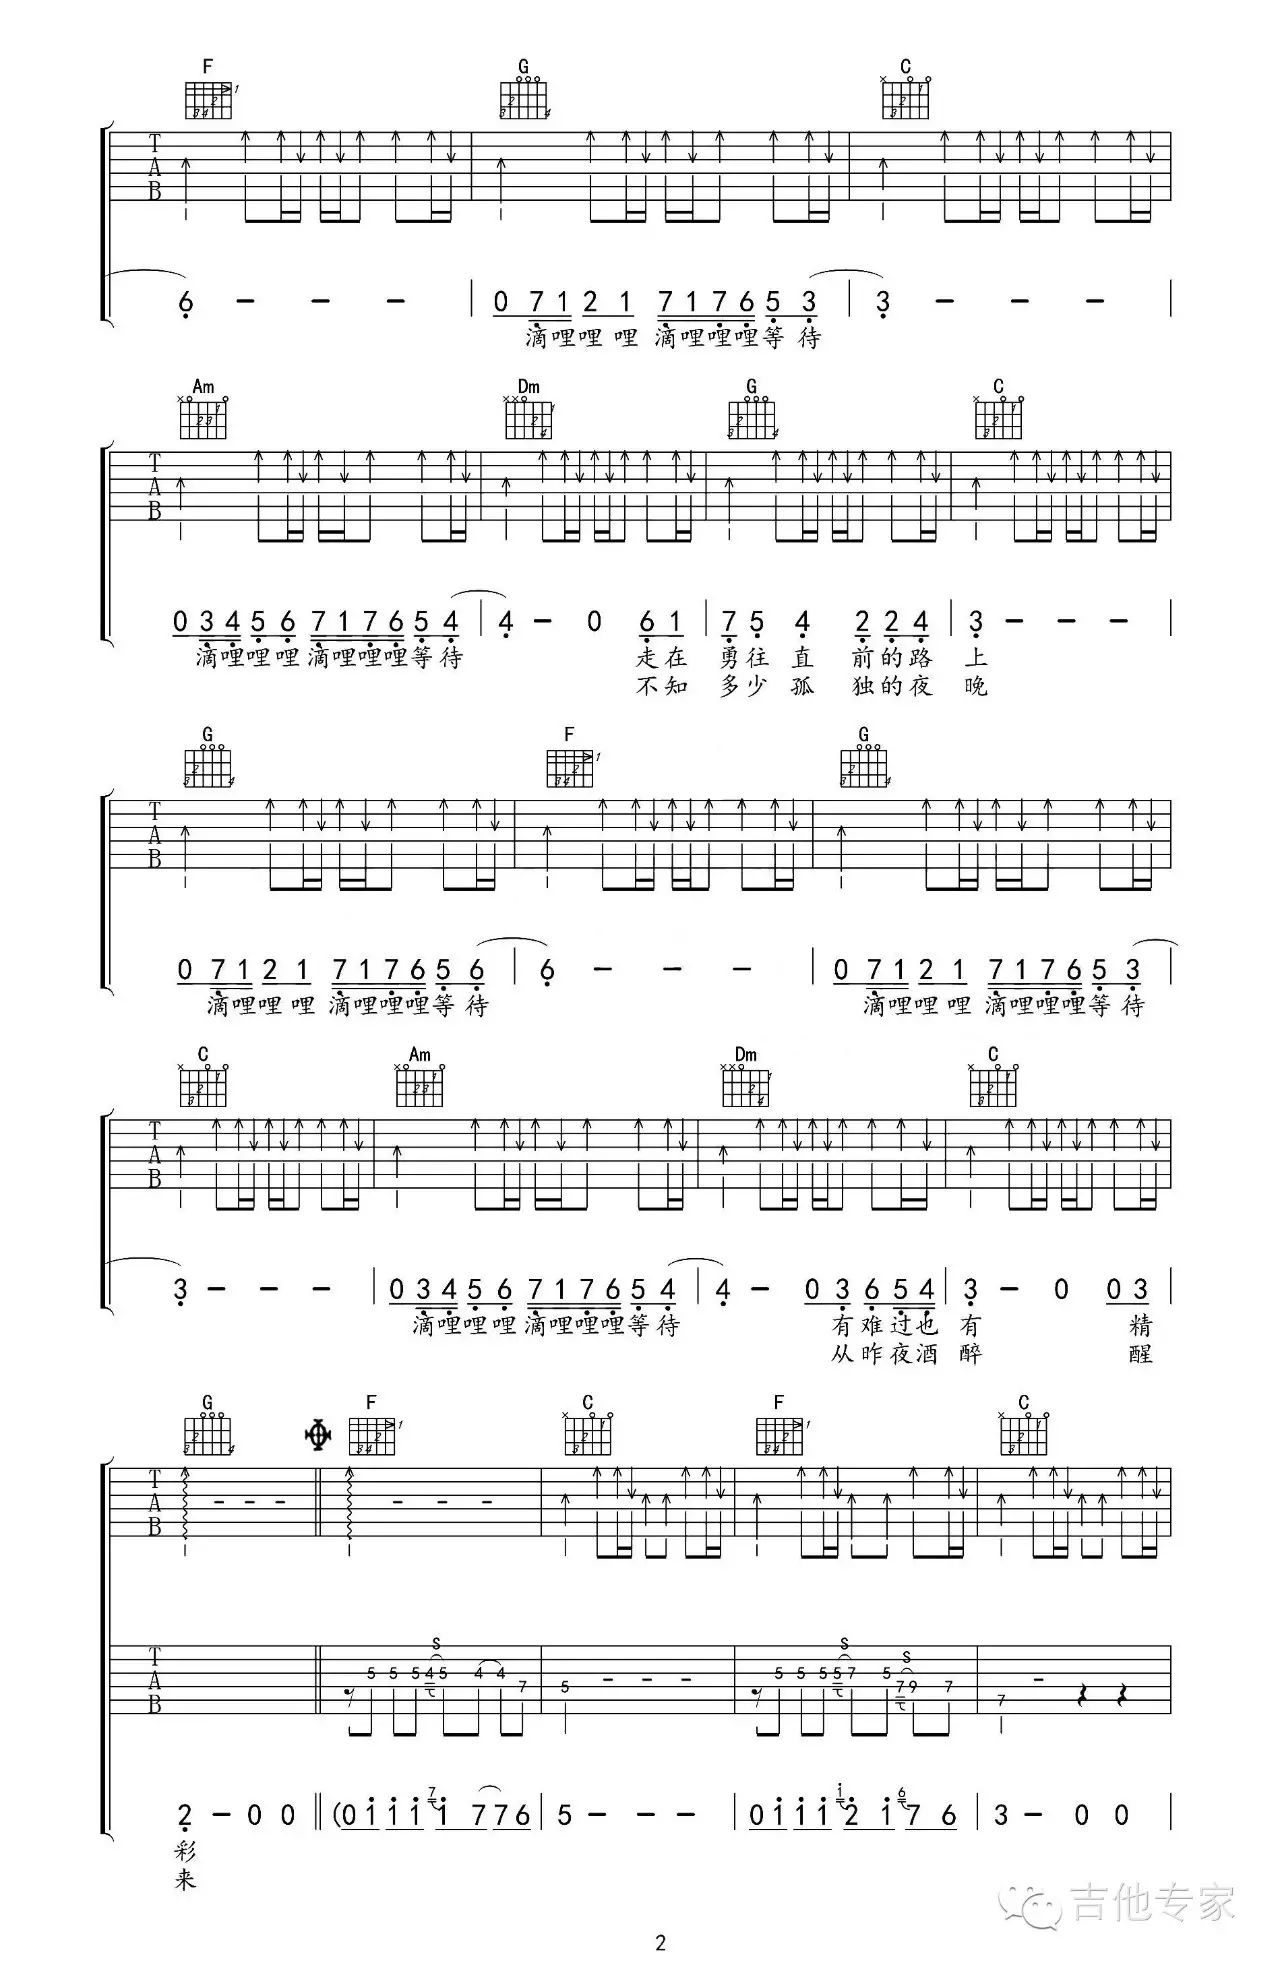 F G C
T A B
6 - - - | 0 7 1 2 1 7 1 7 6 5 3 | 3 - - - |
滴哩哩哩 滴哩哩哩等待
Am Dm G C
T A B
0 3 4 5 6 7 1 7 6 5 4 | 4 - 0 6 1 | 7 5 4 2 2 4 | 3 - - - |
滴哩哩哩 滴哩哩哩等待 走在 勇往直 前的路 上
不知 多少孤 独的夜 晚
G F G
T A B
0 7 1 2 1 7 1 7 6 5 6 | 6 - - - | 0 7 1 2 1 7 1 7 6 5 3 |
滴哩哩哩 滴哩哩哩等待 滴哩哩哩 滴哩哩哩等待
C Am Dm C
T A B
3 - - - | 0 3 4 5 6 7 1 7 6 5 4 | 4 - 0 3 6 5 4 | 3 - 0 0 3 |
滴哩哩哩 滴哩哩哩等待 有难过也 有 精
从昨夜酒 醉 醒
G F C F C
T A B
S S S
T A B
5 5 5 4 5 4 4 7 5 - - - 5 5 5 5 7 5 7 9 7 7 -
2 - 0 0 || (0 1 1 1 7 1 7 7 6 | 5 - - - | 0 1 1 1 1 2 1 6 7 6 | 3 - 0 0 |
彩
来
吉他专家
2